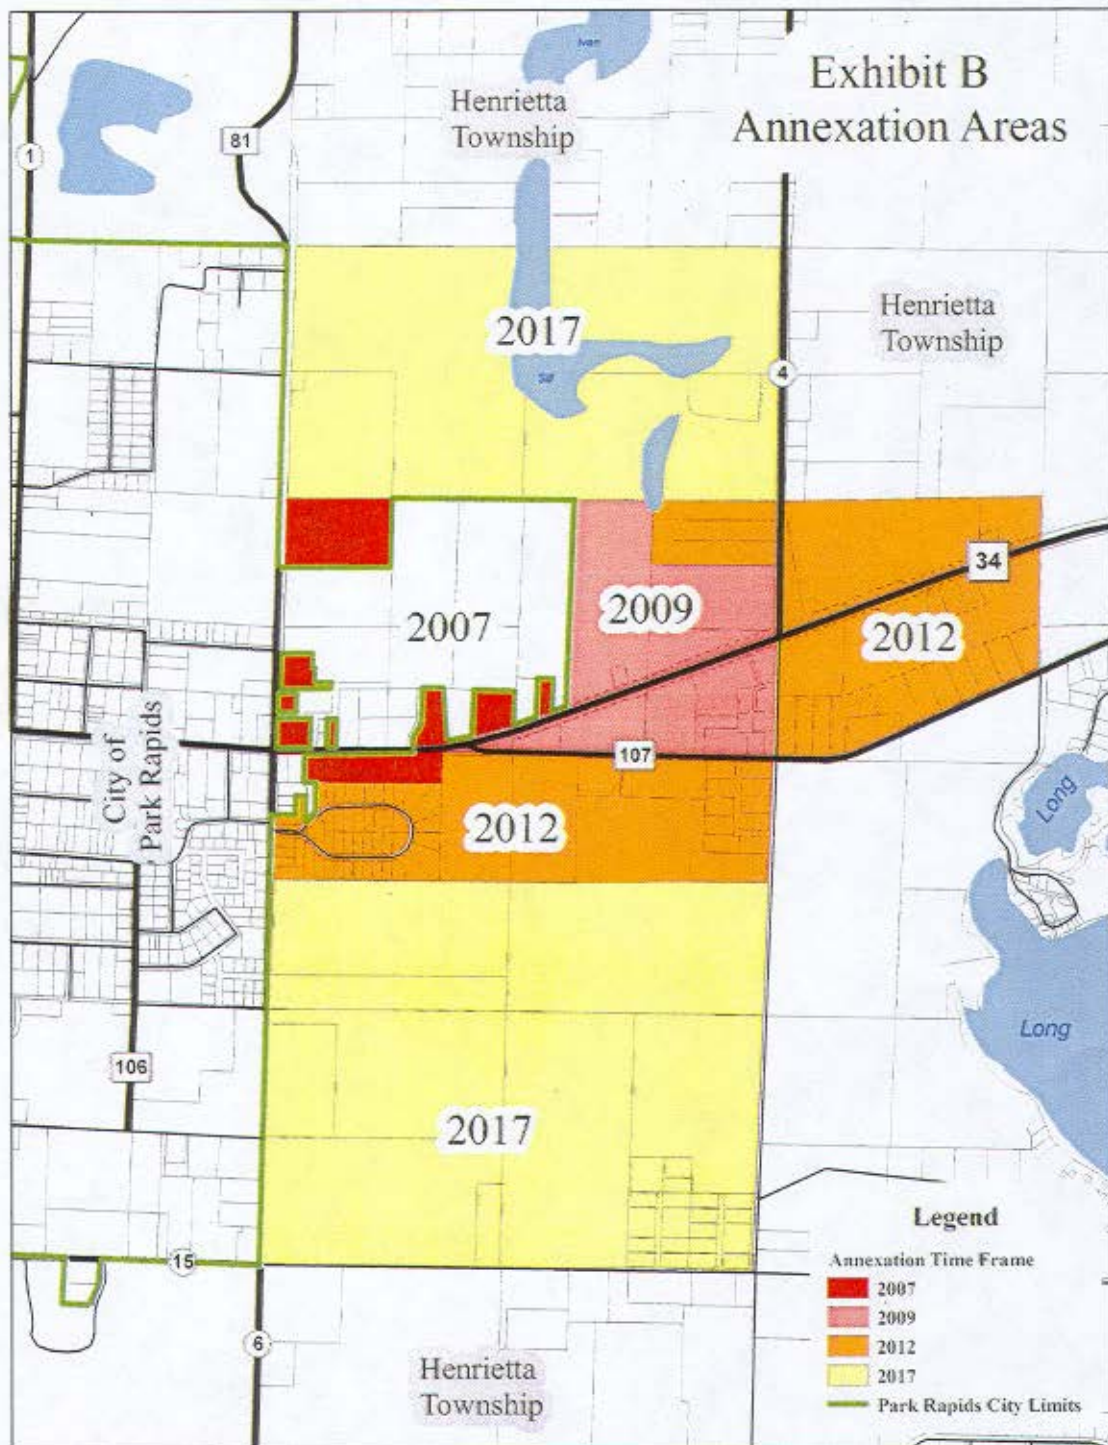 Exhibit B
Annexation Areas
Ivan
Henrietta
Township
81
1
2017
Henrietta
Township
4
34
2009
2007
2012
City of
Park Rapids
107
2012
Long
Long
106
2017
15
6
Henrietta
Township
Legend
Annexation Time Frame
2007
2009
2012
2017
Park Rapids City Limits